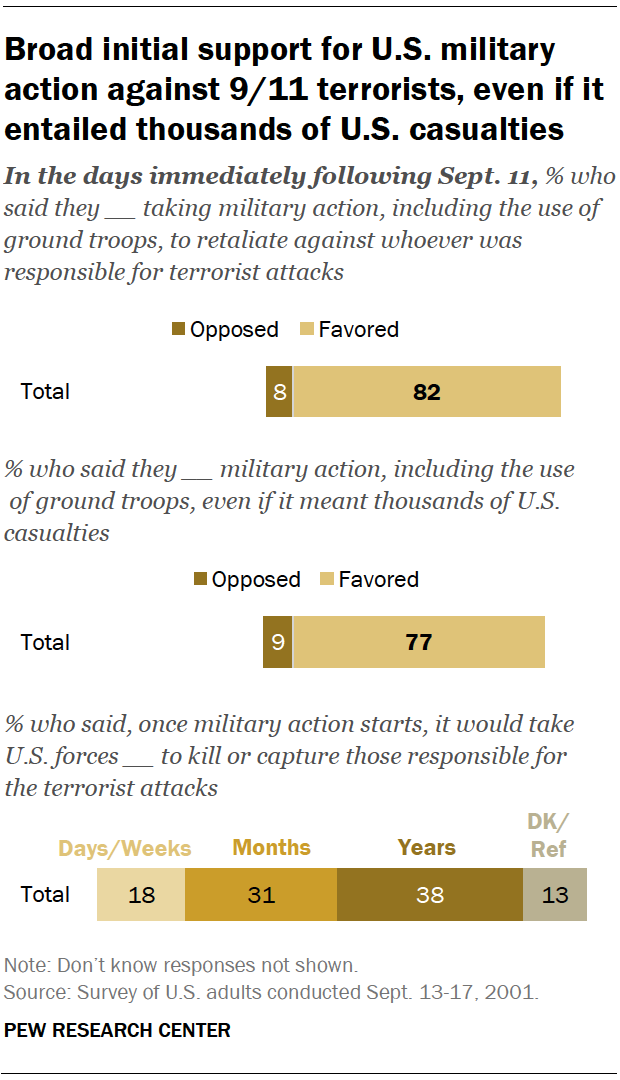 Broad initial support for U.S. military
action against 9/11 terrorists, even if it
entailed thousands of U.S. casualties
In the days immediately following Sept. 11, % who
said they __ taking military action, including the use of
ground troops, to retaliate against whoever was
responsible for terrorist attacks
Opposed Favored
Total 8 82
% who said they __ military action, including the use
of ground troops, even if it meant thousands of U.S.
casualties
Opposed Favored
Total 9 77
% who said, once military action starts, it would take
U.S. forces __ to kill or capture those responsible for
the terrorist attacks
Days/Weeks Months Years DK/
Ref
Total 18 31 38 13
Note: Don't know responses not shown.
Source: Survey of U.S. adults conducted Sept. 13-17, 2001.
PEW RESEARCH CENTER